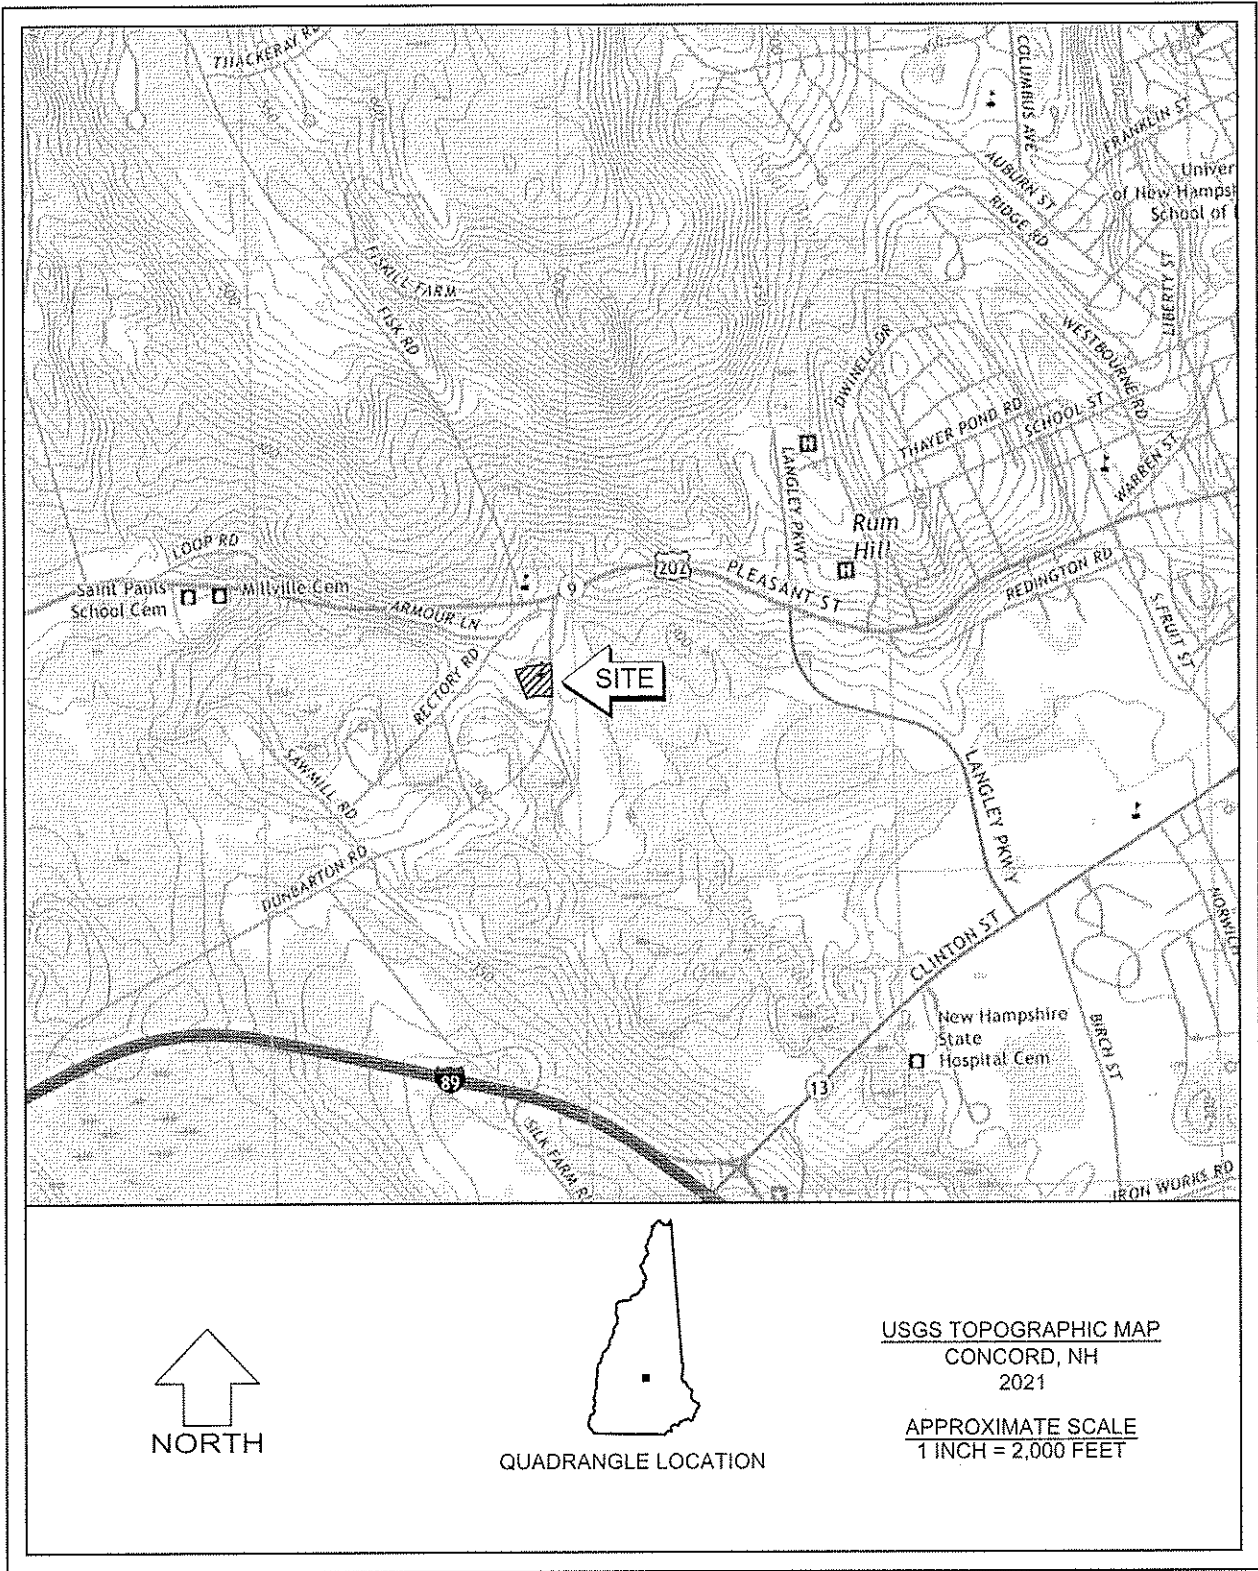 THACKERAY RD
COLUMBUS AVE
FRANKLIN ST
AUBURN ST
RIDGE RD
Univer
of New Hampsh
School of L
LIBERTY ST
FISKILL FARM
FISK RD
DWINELL DR
WESTBOURNE RD
THAYER POND RD
SCHOOL ST
WARREN ST
LANGLEY PKWY
H
Rum
Hill
H
LOOP RD
202
PLEASANT ST
REDINGTON RD
Saint Pauls
School Cem
Millville Cem
9
ARMOUR LN
S FRUIT ST
RECTORY RD
SITE
SAWMILL RD
LANGLEY PKWY
DUNBARTON RD
CLINTON ST
NORWICH
New Hampshire
State
Hospital Cem
BIRCH ST
89
13
SILK FARM R
IRON WORKS RD
NORTH
QUADRANGLE LOCATION
USGS TOPOGRAPHIC MAP
CONCORD, NH
2021
APPROXIMATE SCALE
1 INCH = 2,000 FEET